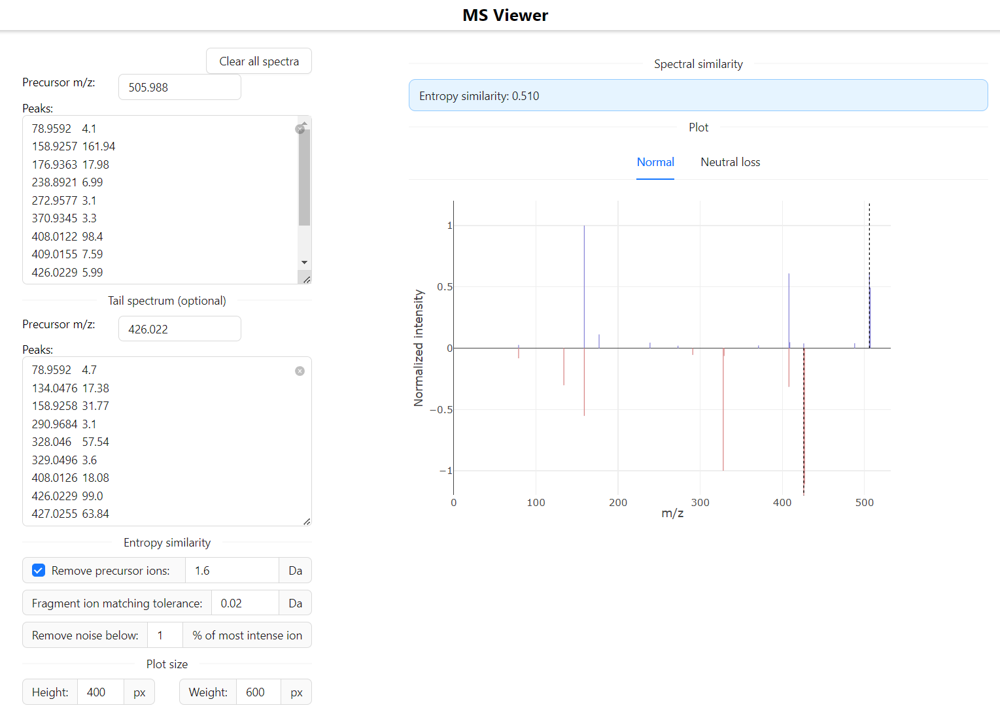 MS Viewer
Clear all spectra
Precursor m/z: 505.988
Peaks:
78.9592 4.1
158.9257 161.94
176.9363 17.98
238.8921 6.99
272.9577 3.1
370.9345 3.3
408.0122 98.4
409.0155 7.59
426.0229 5.99
Tail spectrum (optional)
Precursor m/z: 426.022
Peaks:
78.9592 4.7
134.0476 17.38
158.9258 31.77
290.9684 3.1
328.046 57.54
329.0496 3.6
408.0126 18.08
426.0229 99.0
427.0255 63.84
Entropy similarity
Remove precursor ions: 1.6 Da
Fragment ion matching tolerance: 0.02 Da
Remove noise below: 1 % of most intense ion
Plot size
Height: 400 px Weight: 600 px
Spectral similarity
Entropy similarity: 0.510
Plot
Normal Neutral loss
Normalized intensity
1
0.5
0
−0.5
−1
0 100 200 300 400 500
m/z